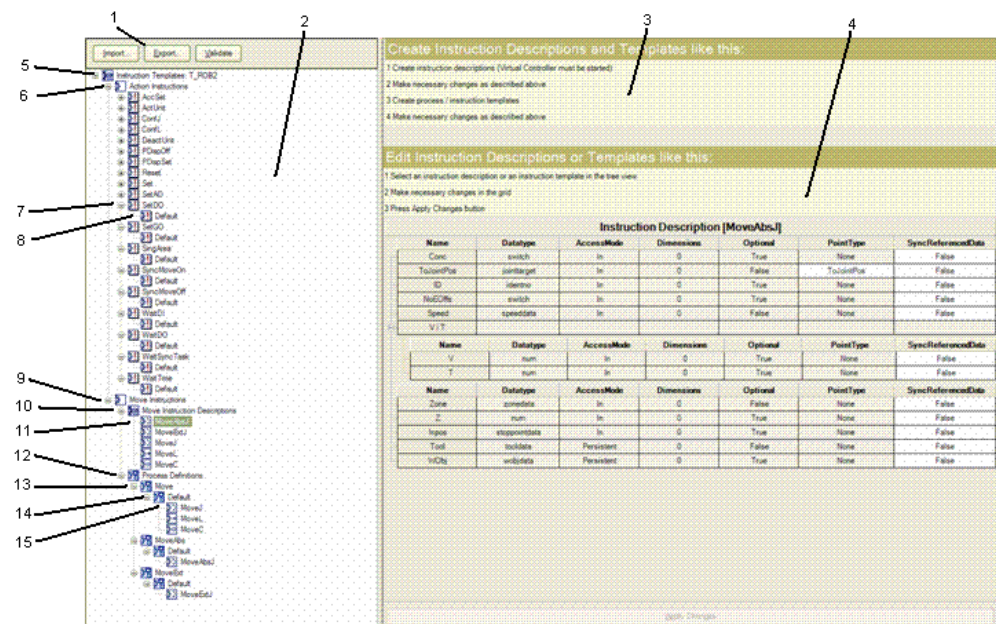 1
2
3
4
5
6
7
8
9
10
11
12
13
14
15
Import...
Export...
Validate
Instruction Templates: T_ROB2
Action Instructions
AccSet
ActUnit
ConfJ
ConfL
DeactUnit
PDispOff
PDispSet
Reset
Set
SetAO
SetDO
Default
SetGO
Default
SingArea
Default
SyncMoveOn
Default
SyncMoveOff
Default
WaitDI
Default
WaitDO
Default
WaitSyncTask
Default
WaitTime
Default
Move Instructions
Move Instruction Descriptions
MoveAbsJ
MoveExtJ
MoveJ
MoveL
MoveC
Process Definitions
Move
Default
MoveJ
MoveL
MoveC
MoveAbs
Default
MoveAbsJ
MoveExt
Default
MoveExtJ
Create Instruction Descriptions and Templates like this:
1 Create instruction descriptions (Virtual Controller must be started)
2 Make necessary changes as described above
3 Create process / instruction templates
4 Make necessary changes as described above
Edit Instruction Descriptions or Templates like this:
1 Select an instruction description or an instruction template in the tree view
2 Make necessary changes in the grid
3 Press Apply Changes button
Instruction Description [MoveAbsJ]
Name Datatype AccessMode Dimensions Optional PointType SyncReferencedData
Conc switch In 0 True None False
ToJointPos jointtarget In 0 False ToJointPos False
ID identno In 0 True None False
NoEOffs switch In 0 True None False
Speed speeddata In 0 False None False
V / T
Name Datatype AccessMode Dimensions Optional PointType SyncReferencedData
V num In 0 True None False
T num In 0 True None False
Name Datatype AccessMode Dimensions Optional PointType SyncReferencedData
Zone zonedata In 0 False None False
Z num In 0 True None False
Inpos stoppointdata In 0 True None False
Tool tooldata Persistent 0 False None False
WObj wobjdata Persistent 0 True None False
Apply Changes